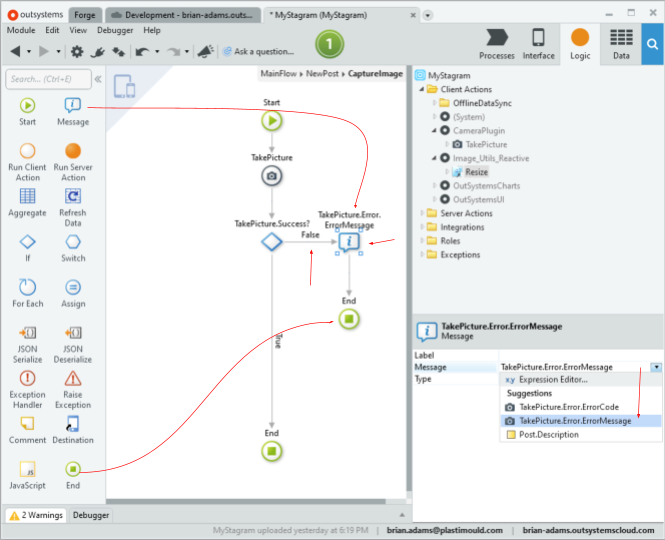 outsystems
Forge
Development - brian-adams.outs...
* MyStagram (MyStagram)
Module Edit View Debugger Help
Ask a question...
1
Processes
Interface
Logic
Data
Search... (Ctrl+E)
Start
Message
Run Client
Action
Run Server
Action
Aggregate
Refresh
Data
If
Switch
For Each
Assign
JSON
Serialize
JSON
Deserialize
Exception
Handler
Raise
Exception
Comment
Destination
JS
JavaScript
End
MainFlow ▸ NewPost ▸ CaptureImage
Start
TakePicture
TakePicture.Success?
False
TakePicture.Error.
ErrorMessage
End
True
End
MyStagram
Client Actions
OfflineDataSync
(System)
CameraPlugin
TakePicture
Image_Utils_Reactive
Resize
OutSystemsCharts
OutSystemsUI
Server Actions
Integrations
Roles
Exceptions
TakePicture.Error.ErrorMessage
Message
Label
Message TakePicture.Error.ErrorMessage
Type
x.y Expression Editor...
Suggestions
TakePicture.Error.ErrorCode
TakePicture.Error.ErrorMessage
Post.Description
2 Warnings
Debugger
MyStagram uploaded yesterday at 6:19 PM | brian.adams@plastimould.com | brian-adams.outsystemscloud.com